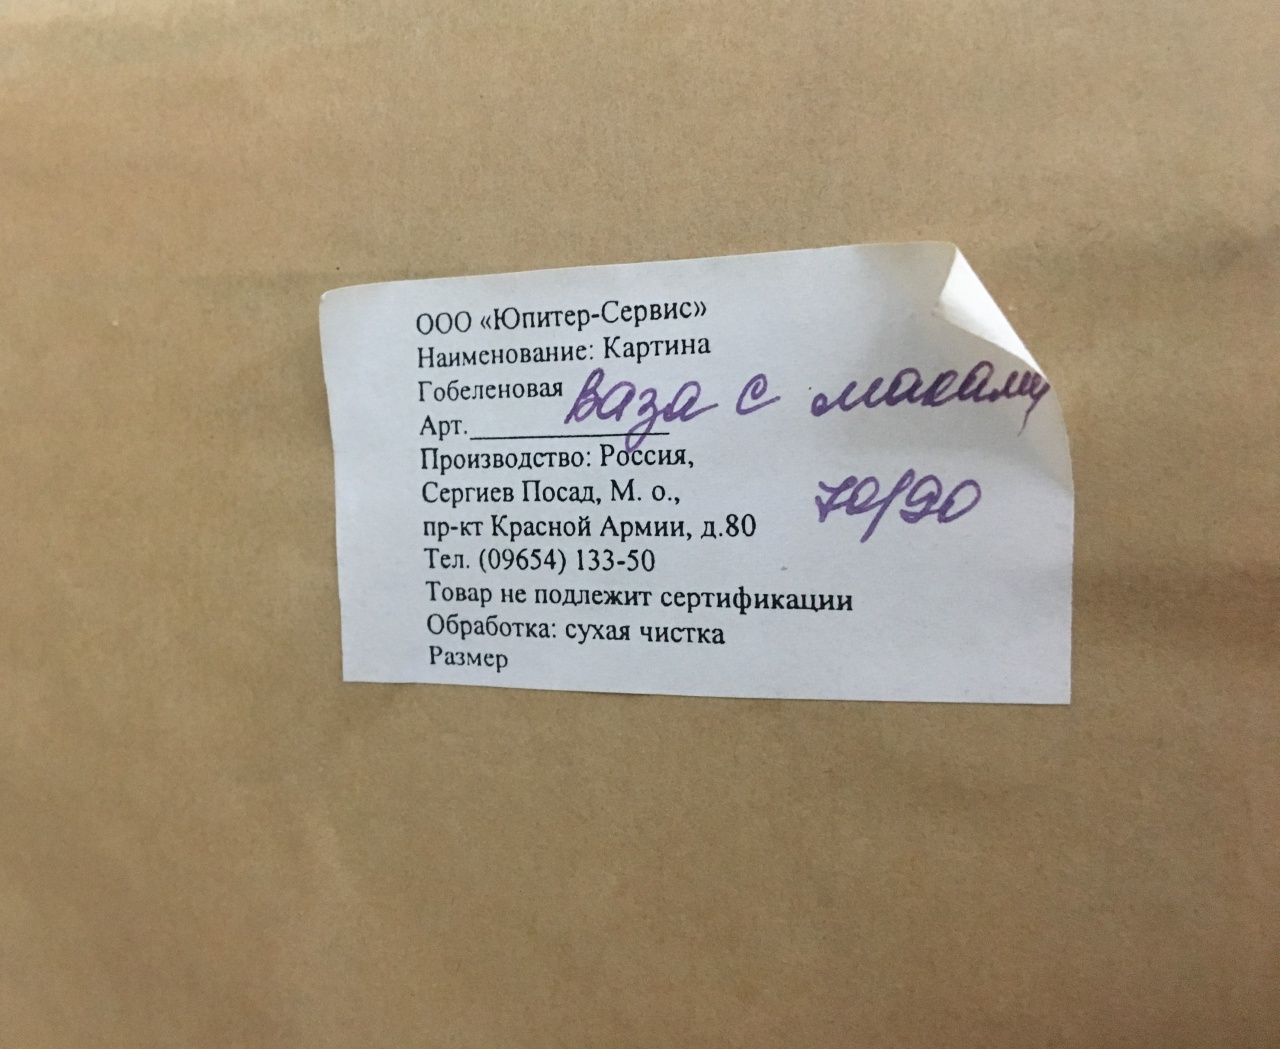 ООО «Юпитер-Сервис»
Наименование: Картина
Гобеленовая ваза с маками
Арт.
Производство: Россия,
Сергиев Посад, М. о.,
70/90
пр-кт Красной Армии, д.80
Тел. (09654) 133-50
Товар не подлежит сертификации
Обработка: сухая чистка
Размер